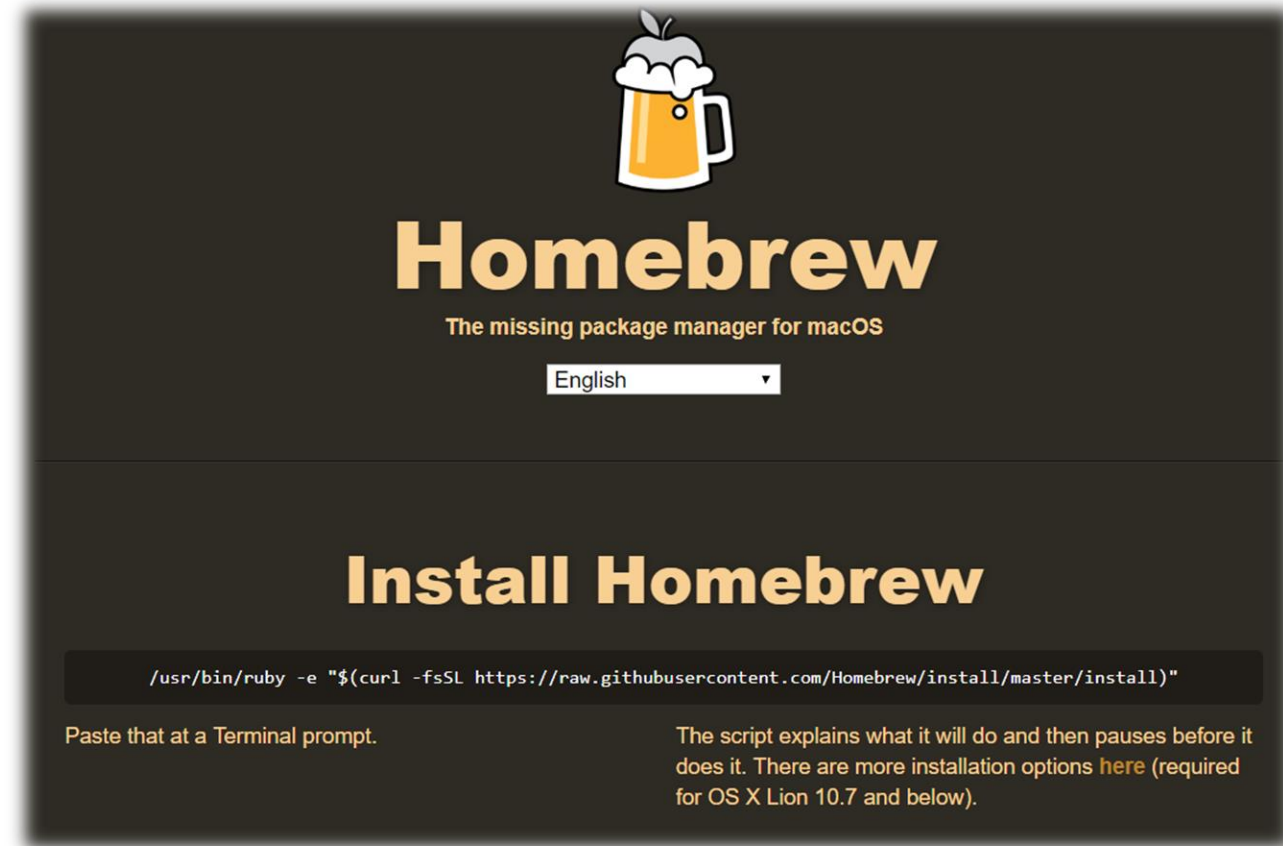 Homebrew
The missing package manager for macOS
English
Install Homebrew
/usr/bin/ruby -e "$(curl -fsSL https://raw.githubusercontent.com/Homebrew/install/master/install)"
Paste that at a Terminal prompt.
The script explains what it will do and then pauses before it
does it. There are more installation options here (required
for OS X Lion 10.7 and below).